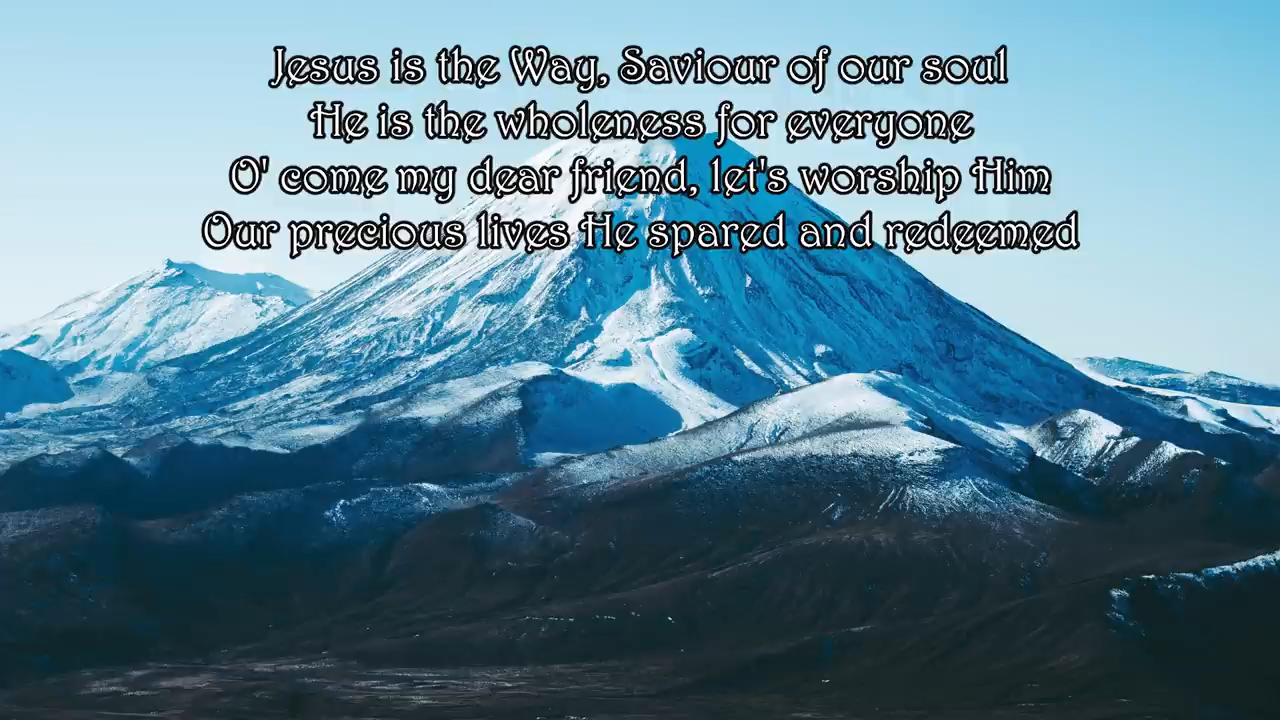 Jesus is the Way, Saviour of our soul
He is the wholeness for everyone
O' come my dear friend, let's worship Him
Our precious lives He spared and redeemed